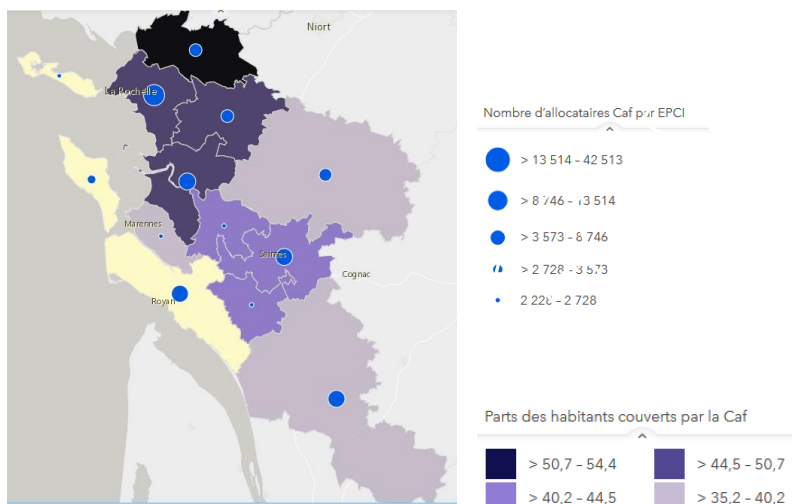 Niort
La Rochelle
Marennes
Saintes
Cognac
Royan
Nombre d'allocataires Caf par EPCI
> 13 514 - 42 513
> 8 746 - 13 514
> 3 573 - 8 746
> 2 728 - 3 573
2 228 - 2 728
Parts des habitants couverts par la Caf
> 50,7 - 54,4
> 44,5 - 50,7
> 40,2 - 44,5
> 35,2 - 40,2